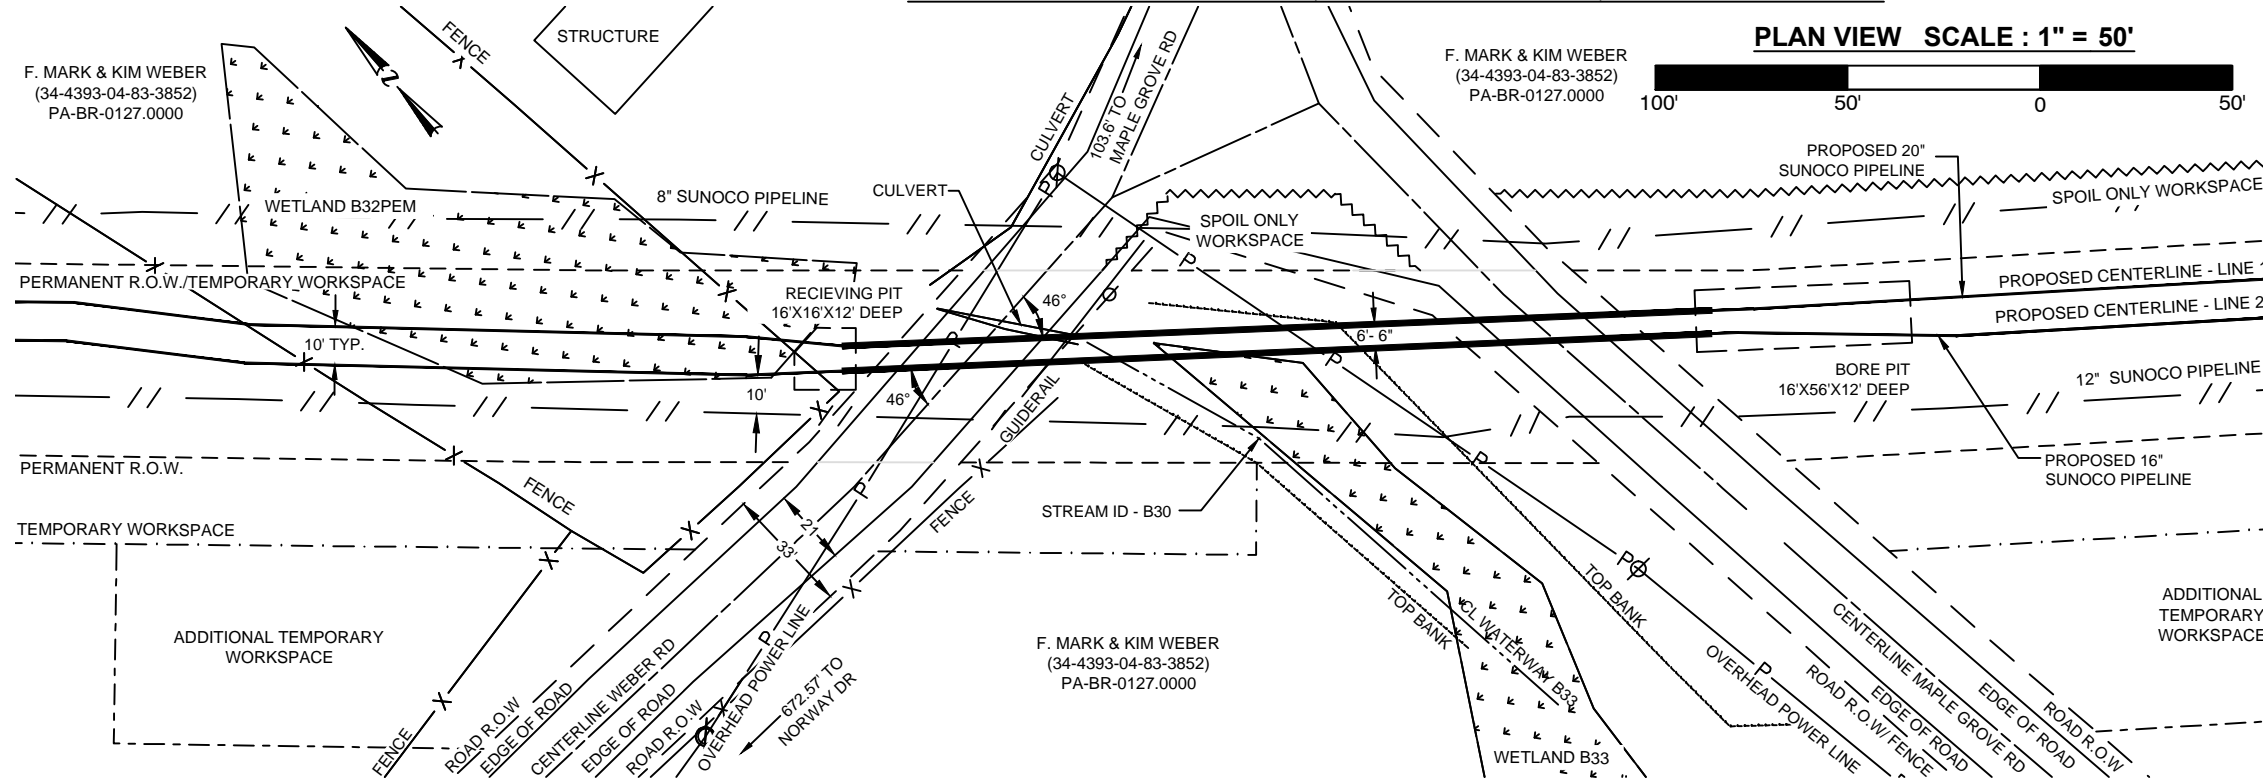 PLAN VIEW   SCALE : 1" = 50'
100'
50'
0
50'
F. MARK & KIM WEBER
(34-4393-04-83-3852)
PA-BR-0127.0000
FENCE
STRUCTURE
F. MARK & KIM WEBER
(34-4393-04-83-3852)
PA-BR-0127.0000
CULVERT
103.6' TO
MAPLE GROVE RD
PROPOSED 20"
SUNOCO PIPELINE
WETLAND B32PEM
8" SUNOCO PIPELINE
CULVERT
P
SPOIL ONLY
WORKSPACE
SPOIL ONLY WORKSPACE
PERMANENT R.O.W./TEMPORARY WORKSPACE
RECIEVING PIT
16'X16'X12' DEEP
46°
P
PROPOSED CENTERLINE - LINE 1
PROPOSED CENTERLINE - LINE 2
10' TYP.
P
6'- 6"
P
10'
46°
GUIDERAIL
BORE PIT
16'X56'X12' DEEP
12" SUNOCO PIPELINE
PERMANENT R.O.W.
FENCE
P
FENCE
P
PROPOSED 16"
SUNOCO PIPELINE
STREAM ID - B30
TEMPORARY WORKSPACE
21'
33'
P
TOP BANK
TOP BANK
ADDITIONAL TEMPORARY
WORKSPACE
F. MARK & KIM WEBER
(34-4393-04-83-3852)
PA-BR-0127.0000
ADDITIONAL
TEMPORARY
WORKSPACE
CL WATERWAY B33
P
P
FENCE
ROAD R.O.W
EDGE OF ROAD
CENTERLINE WEBER RD
EDGE OF ROAD
ROAD R.O.W
OVERHEAD POWER LINE
672.57' TO
NORWAY DR
WETLAND B33
OVERHEAD POWER LINE
ROAD R.O.W/ FENCE
EDGE OF ROAD
CENTERLINE MAPLE GROVE RD
EDGE OF ROAD
ROAD R.O.W